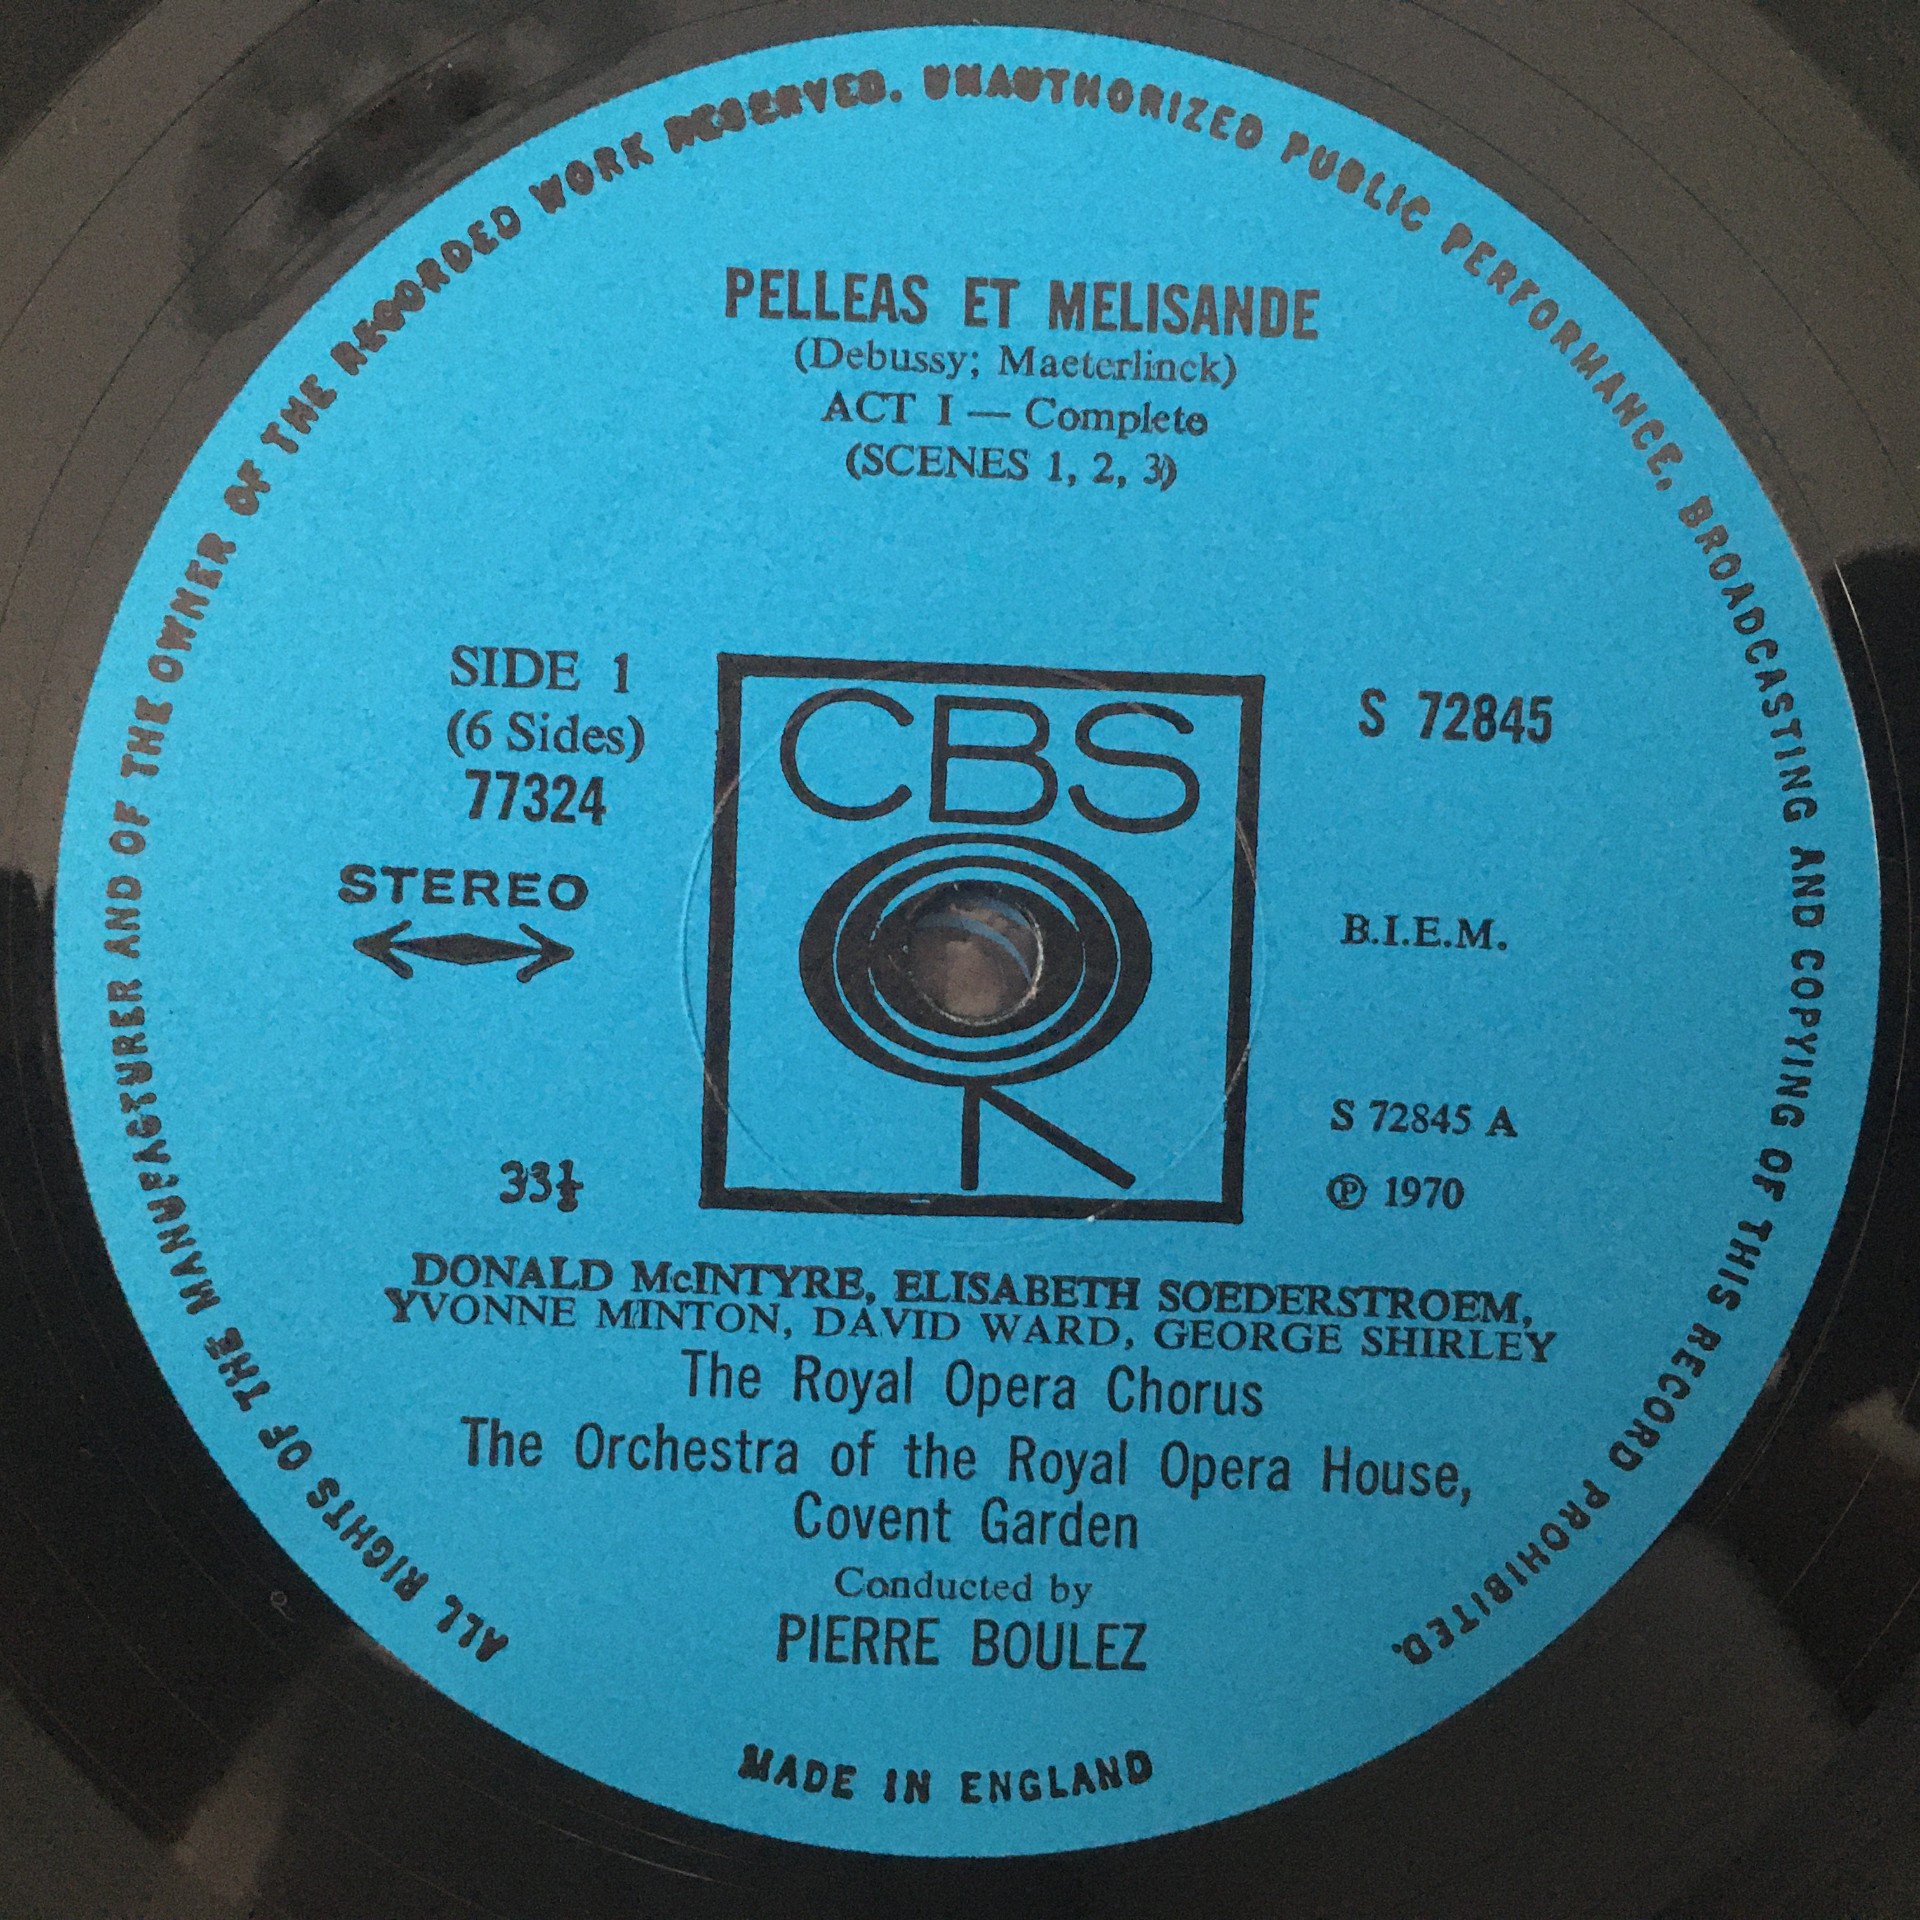 ALL RIGHTS OF THE MANUFACTURER AND OF THE OWNER OF THE RECORDED WORK RESERVED. UNAUTHORIZED PUBLIC PERFORMANCE, BROADCASTING AND COPYING OF THIS RECORD PROHIBITED.
PELLEAS ET MELISANDE
(Debussy; Maeterlinck)
ACT I — Complete
(SCENES 1, 2, 3)
SIDE 1
(6 Sides)
77324
STEREO
33⅓
CBS
S 72845
B.I.E.M.
S 72845 A
℗ 1970
DONALD McINTYRE, ELISABETH SOEDERSTROEM,
YVONNE MINTON, DAVID WARD, GEORGE SHIRLEY
The Royal Opera Chorus
The Orchestra of the Royal Opera House,
Covent Garden
Conducted by
PIERRE BOULEZ
MADE IN ENGLAND